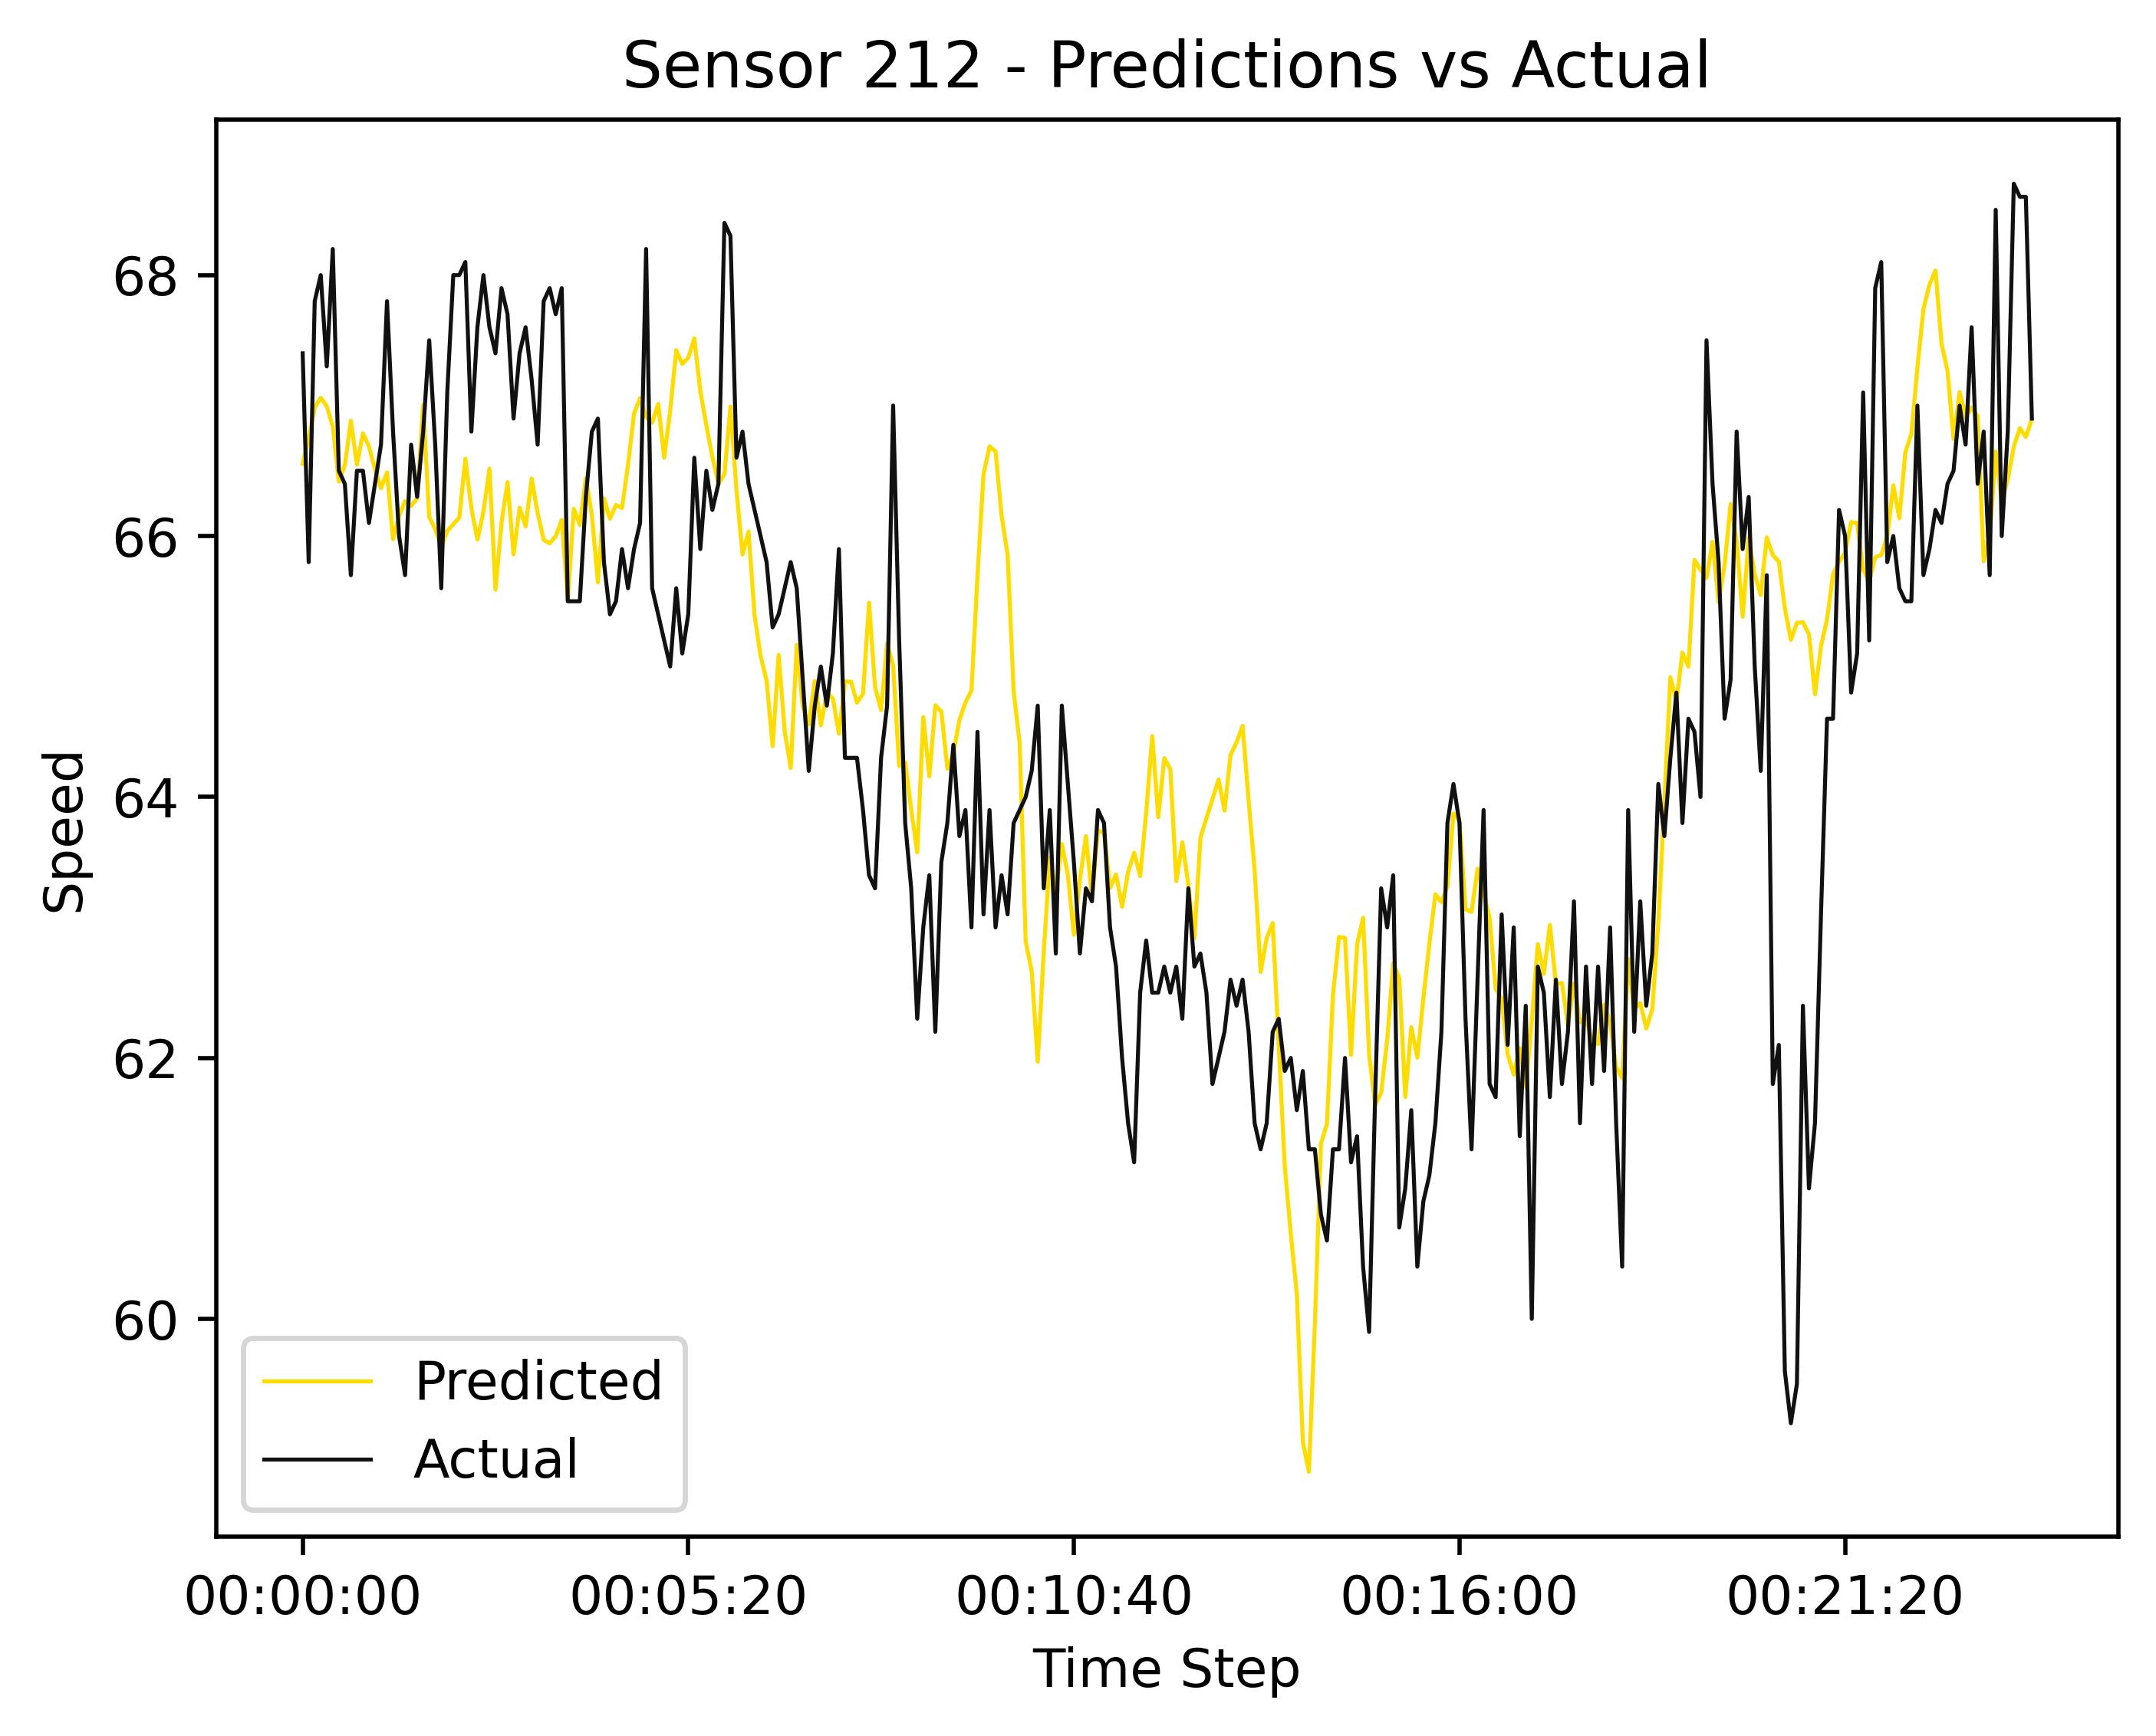 Sensor 212 - Predictions vs Actual
68
66
64
62
60
Speed
Predicted
Actual
00:00:00 00:05:20 00:10:40 00:16:00 00:21:20
Time Step